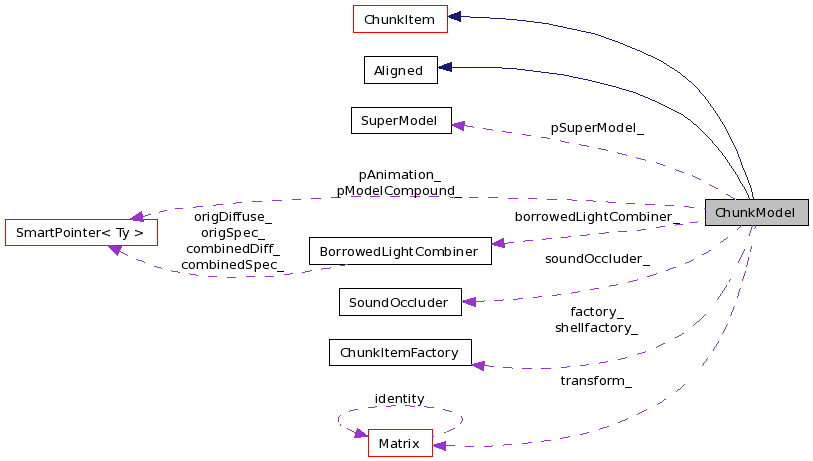 ChunkItem
Aligned
SuperModel
pSuperModel_
pAnimation_
pModelCompound_
ChunkModel
SmartPointer< Ty >
origDiffuse_
origSpec_
combinedDiff_
combinedSpec_
borrowedLightCombiner_
BorrowedLightCombiner
soundOccluder_
SoundOccluder
factory_
shellfactory_
ChunkItemFactory
transform_
identity
Matrix